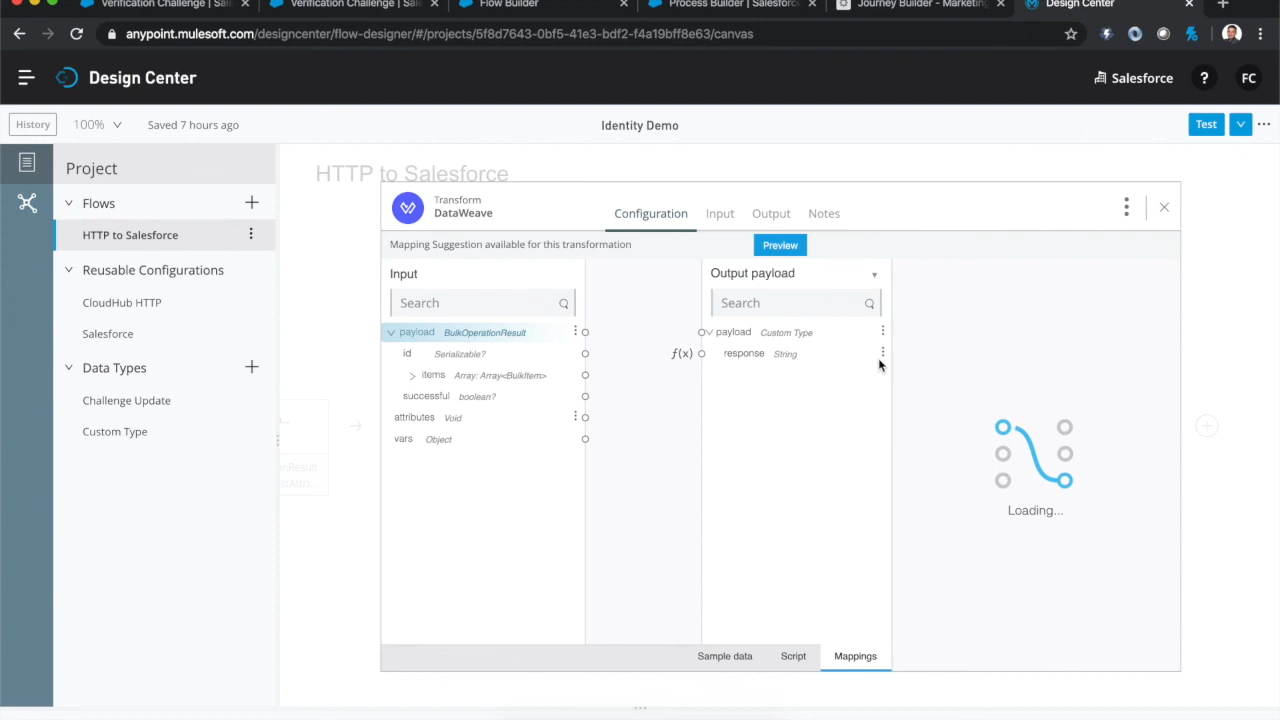 Verification Challenge | Sale
Verification Challenge | Sale
Flow Builder
Process Builder | Salesforc
Journey Builder - Marketing
Design Center
anypoint.mulesoft.com/designcenter/flow-designer/#/projects/5f8d7643-0bf5-41e3-bdf2-f4a19bff8e63/canvas
Design Center
Salesforce
?
FC
History
100%
Saved 7 hours ago
Identity Demo
Test
Project
Flows
HTTP to Salesforce
Reusable Configurations
CloudHub HTTP
Salesforce
Data Types
Challenge Update
Custom Type
HTTP to Salesforce
Transform
DataWeave
Configuration
Input
Output
Notes
Mapping Suggestion available for this transformation
Preview
Input
Search
payload BulkOperationResult
id Serializable?
items Array: Array<BulkItem>
successful boolean?
attributes Void
vars Object
Output payload
Search
payload Custom Type
f(x) response String
Loading...
Sample data
Script
Mappings